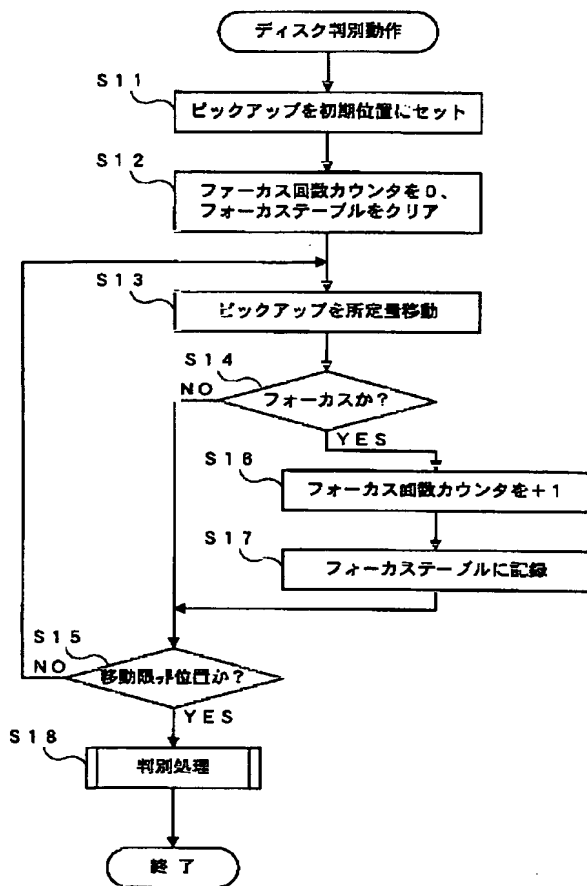 ディスク判別動作
S11
ピックアップを初期位置にセット
S12
ファーカス回数カウンタを0、
フォーカステーブルをクリア
S13
ピックアップを所定量移動
S14
NO
フォーカスか?
YES
S16
フォーカス回数カウンタを+1
S17
フォーカステーブルに記録
S15
NO
移動限界位置か?
YES
S18
判別処理
終了